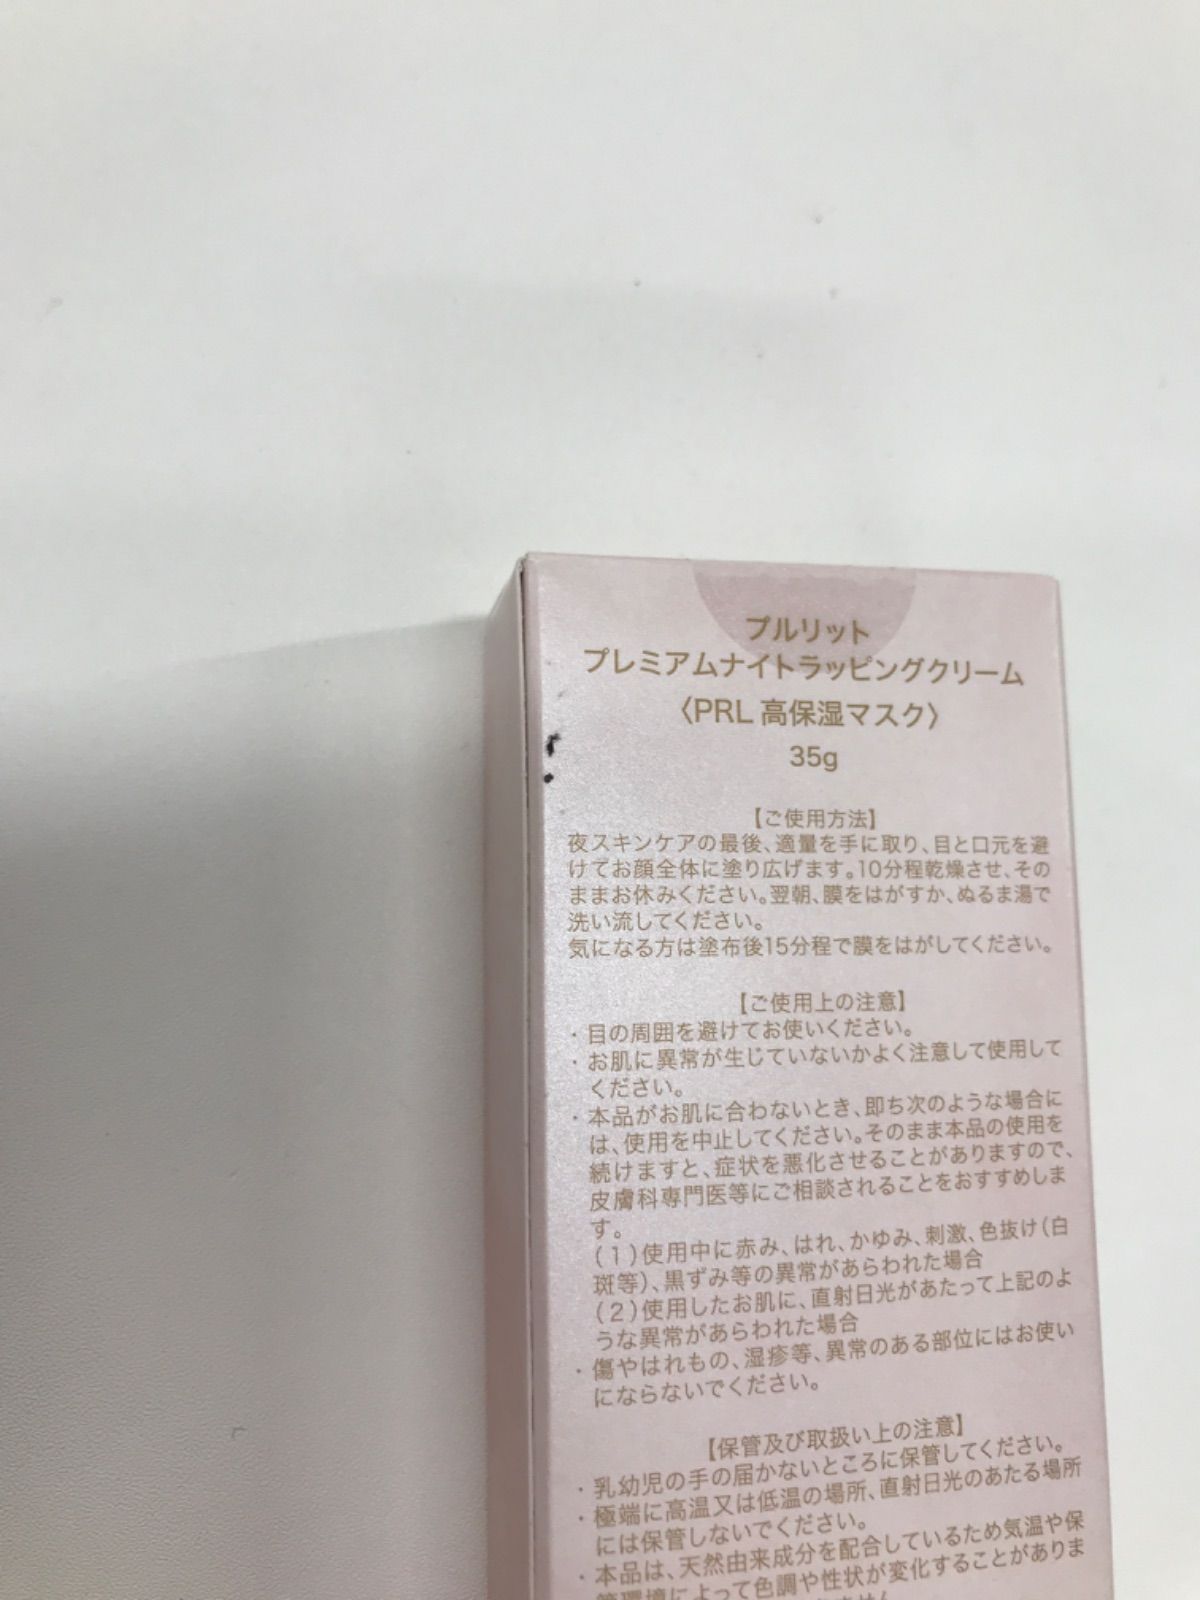 プルリット
プレミアムナイトラッピングクリーム
〈PRL 高保湿マスク〉
35g
【ご使用方法】
夜スキンケアの最後、適量を手に取り、目と口元を避
けてお顔全体に塗り広げます。10分程乾燥させ、その
ままお休みください。翌朝、膜をはがすか、ぬるま湯で
洗い流してください。
気になる方は塗布後15分程で膜をはがしてください。
【ご使用上の注意】
・目の周囲を避けてお使いください。
・お肌に異常が生じていないかよく注意して使用して
ください。
・本品がお肌に合わないとき、即ち次のような場合に
は、使用を中止してください。そのまま本品の使用を
続けますと、症状を悪化させることがありますので、
皮膚科専門医等にご相談されることをおすすめしま
す。
(1)使用中に赤み、はれ、かゆみ、刺激、色抜け(白
斑等)、黒ずみ等の異常があらわれた場合
(2)使用したお肌に、直射日光があたって上記のよ
うな異常があらわれた場合
・傷やはれもの、湿疹等、異常のある部位にはお使い
にならないでください。
【保管及び取扱い上の注意】
・乳幼児の手の届かないところに保管してください。
・極端に高温又は低温の場所、直射日光のあたる場所
には保管しないでください。
・本品は、天然由来成分を配合しているため気温や保
管環境によって色調や性状が変化することがありま